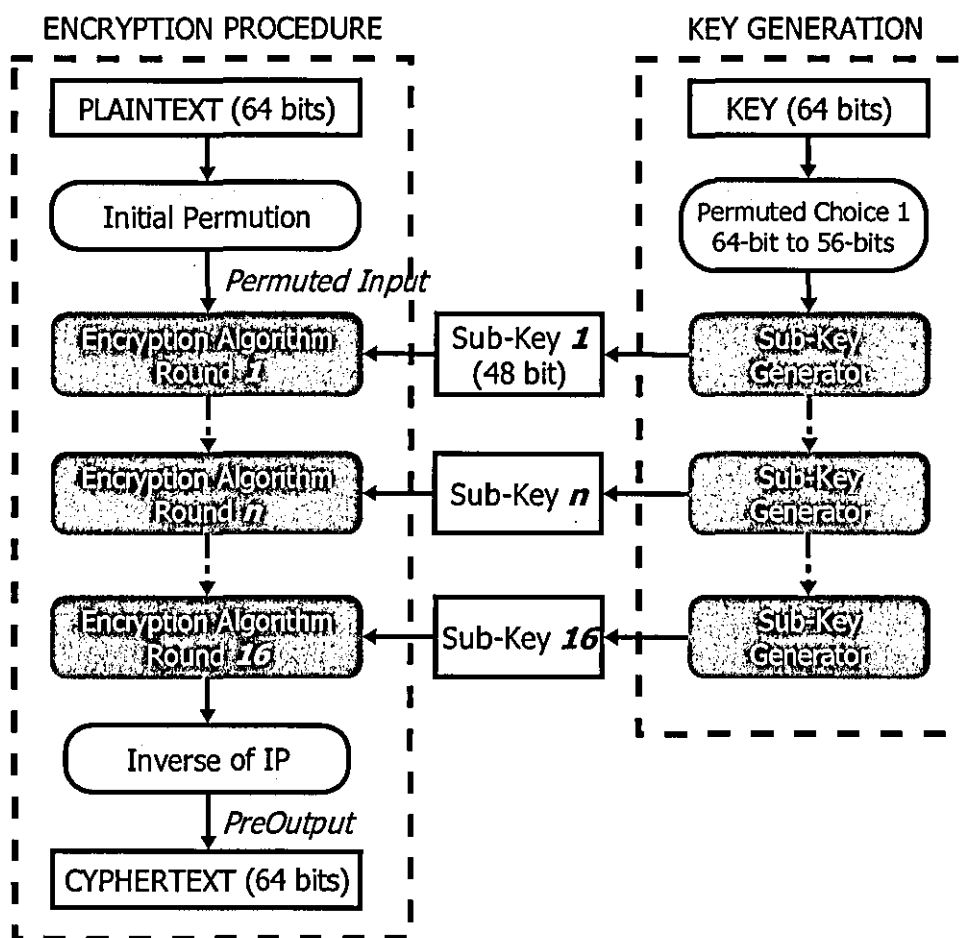 ENCRYPTION PROCEDURE
PLAINTEXT (64 bits)
Initial Permution
Permuted Input
Encryption Algorithm
Round 1
Encryption Algorithm
Round n
Encryption Algorithm
Round 16
Inverse of IP
PreOutput
CYPHERTEXT (64 bits)
Sub-Key 1
(48 bit)
Sub-Key n
Sub-Key 16
KEY GENERATION
KEY (64 bits)
Permuted Choice 1
64-bit to 56-bits
Sub-Key
Generator
Sub-Key
Generator
Sub-Key
Generator